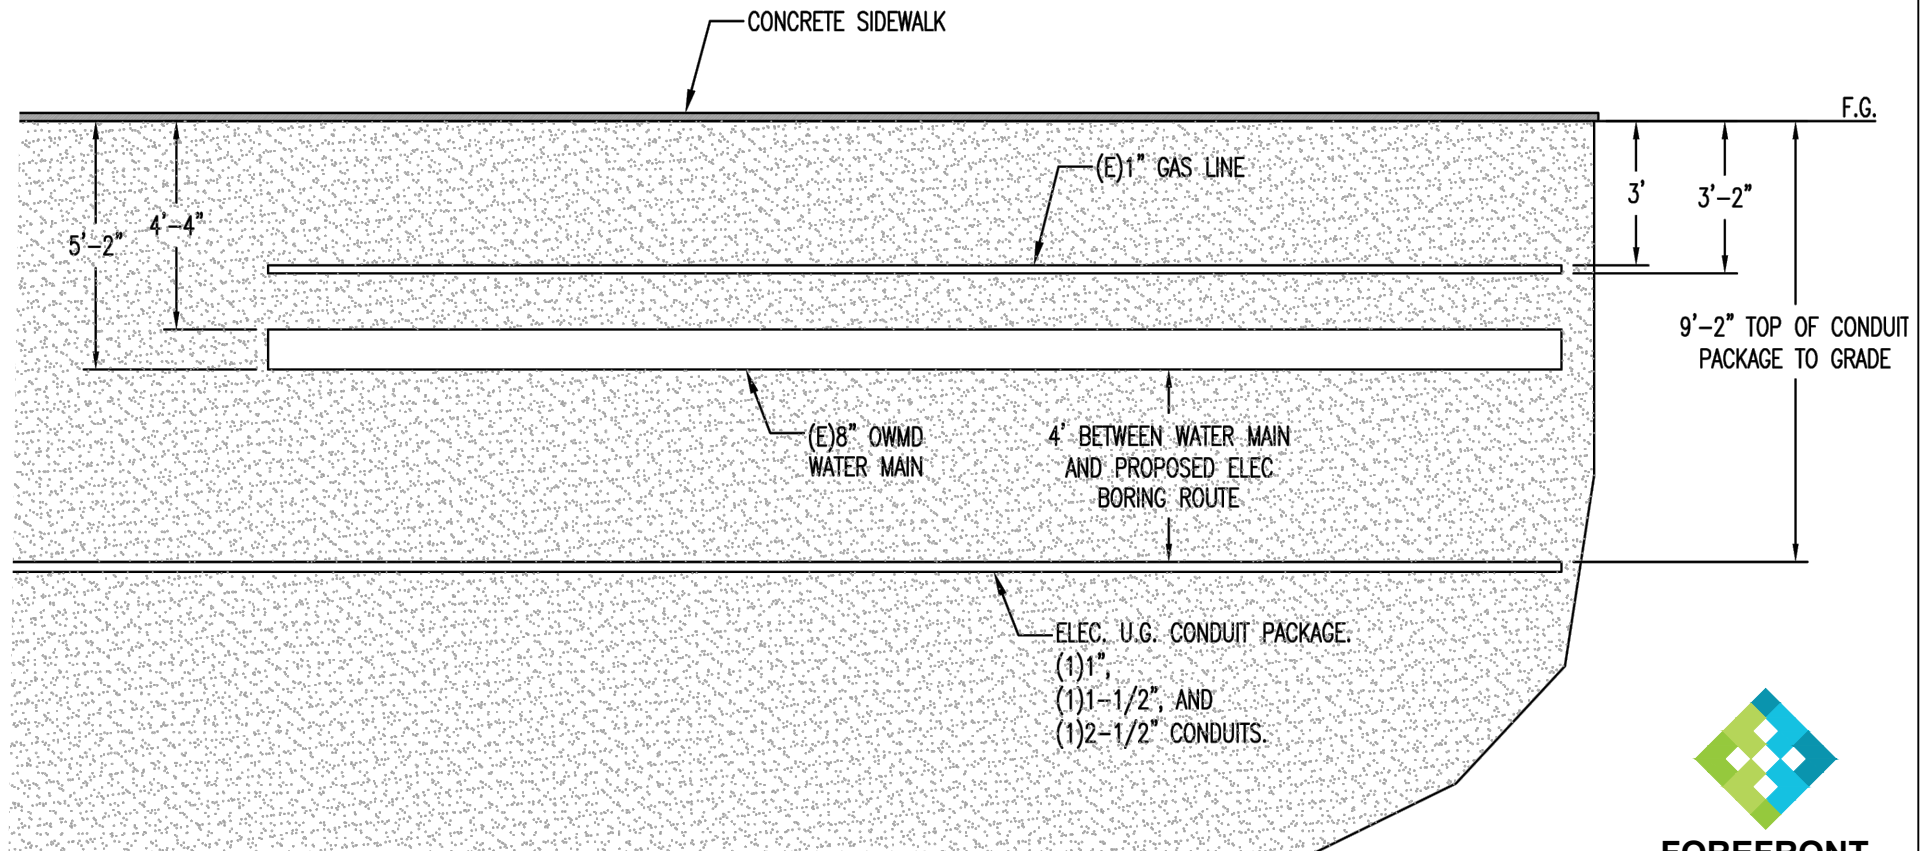 CONCRETE SIDEWALK
F.G.
(E)1" GAS LINE
3'
3'-2"
4'-4"
5'-2"
9'-2" TOP OF CONDUIT
PACKAGE TO GRADE
(E)8" OWMD
WATER MAIN
4' BETWEEN WATER MAIN
AND PROPOSED ELEC
BORING ROUTE
ELEC. U.G. CONDUIT PACKAGE.
(1)1",
(1)1-1/2", AND
(1)2-1/2" CONDUITS.
FOREFRONT